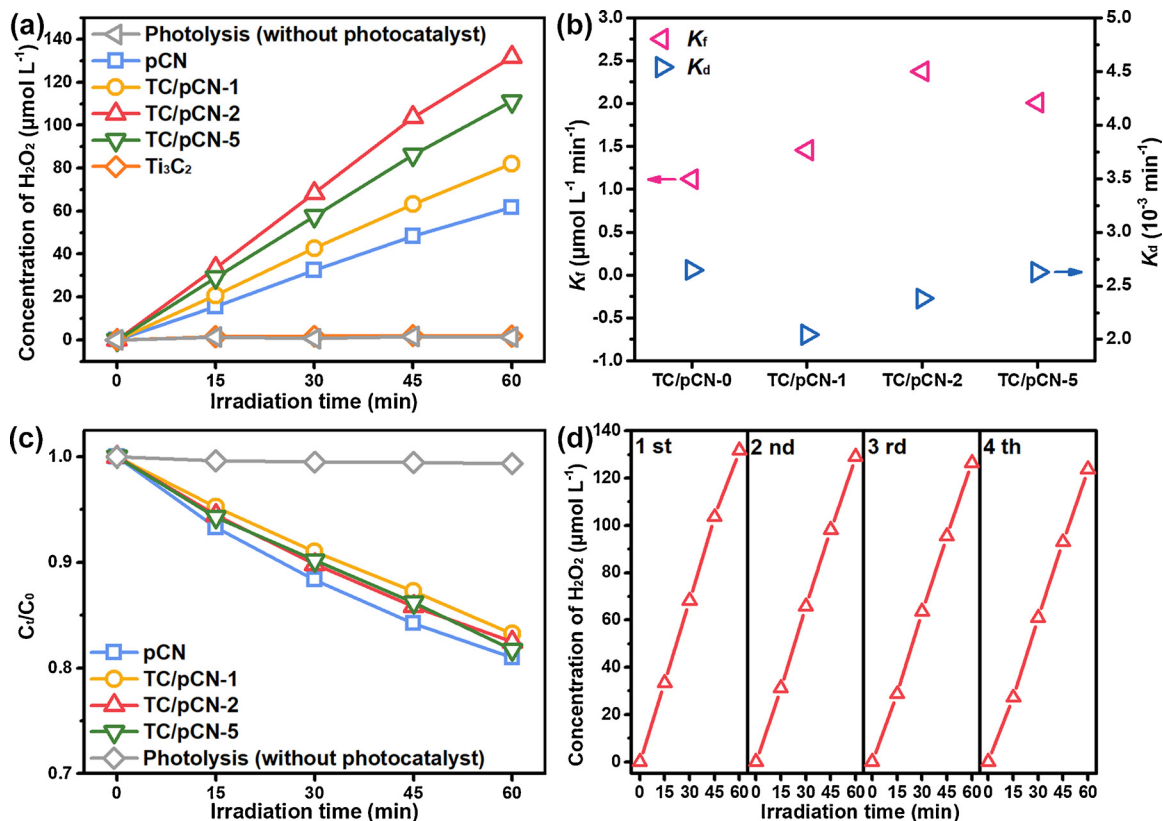 (a)
Concentration of H₂O₂ (μmol L⁻¹)
140
120
100
80
60
40
20
0
Photolysis (without photocatalyst)
pCN
TC/pCN-1
TC/pCN-2
TC/pCN-5
Ti₃C₂
0 15 30 45 60
Irradiation time (min)
(b)
Kf (μmol L⁻¹ min⁻¹)
3.0
2.5
2.0
1.5
1.0
0.5
0.0
-0.5
-1.0
Kf
Kd
5.0
4.5
4.0
3.5
3.0
2.5
2.0
Kd (10⁻³ min⁻¹)
TC/pCN-0 TC/pCN-1 TC/pCN-2 TC/pCN-5
(c)
Cₜ/C₀
1.0
0.9
0.8
0.7
pCN
TC/pCN-1
TC/pCN-2
TC/pCN-5
Photolysis (without photocatalyst)
0 15 30 45 60
Irradiation time (min)
(d)
Concentration of H₂O₂ (μmol L⁻¹)
140
120
100
80
60
40
20
0
1 st 2 nd 3 rd 4 th
0 15 30 45 60 0 15 30 45 60 0 15 30 45 60 0 15 30 45 60
Irradiation time (min)